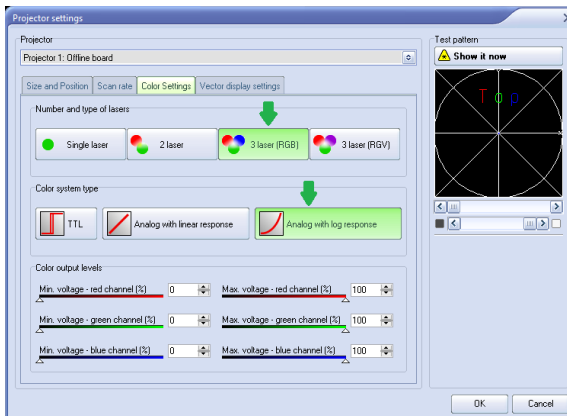 Projector settings
Projector
Projector 1: Offline board
Size and Position
Scan rate
Color Settings
Vector display settings
Number and type of lasers
Single laser
2 laser
3 laser (RGB)
3 laser (RGV)
Color system type
TTL
Analog with linear response
Analog with log response
Color output levels
Min. voltage - red channel (%) 0
Max. voltage - red channel (%) 100
Min. voltage - green channel (%) 0
Max. voltage - green channel (%) 100
Min. voltage - blue channel (%) 0
Max. voltage - blue channel (%) 100
Test pattern
Show it now
Top
OK
Cancel